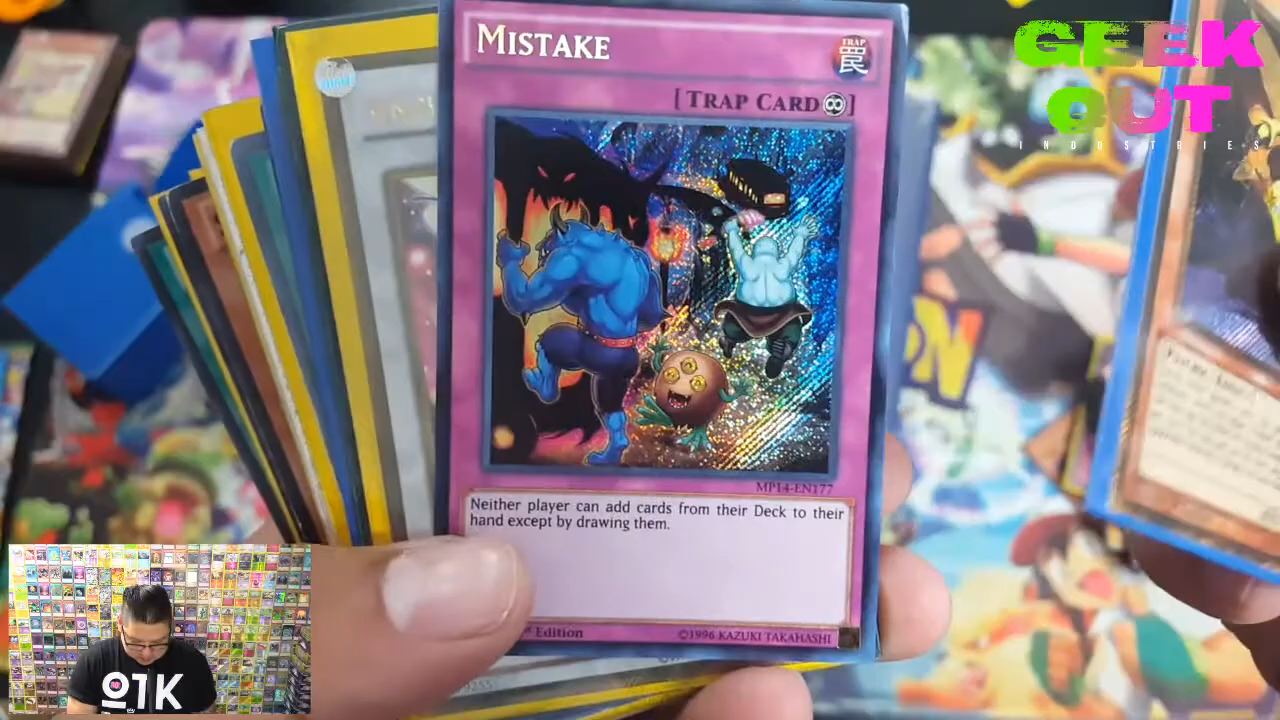 MISTAKE
TRAP
罠
[TRAP CARD ]
MP14-EN177
Neither player can add cards from their Deck to their
hand except by drawing them.
Edition
©1996 KAZUKI TAKAHASHI
GEEK
OUT
INDUSTRIES
OTK